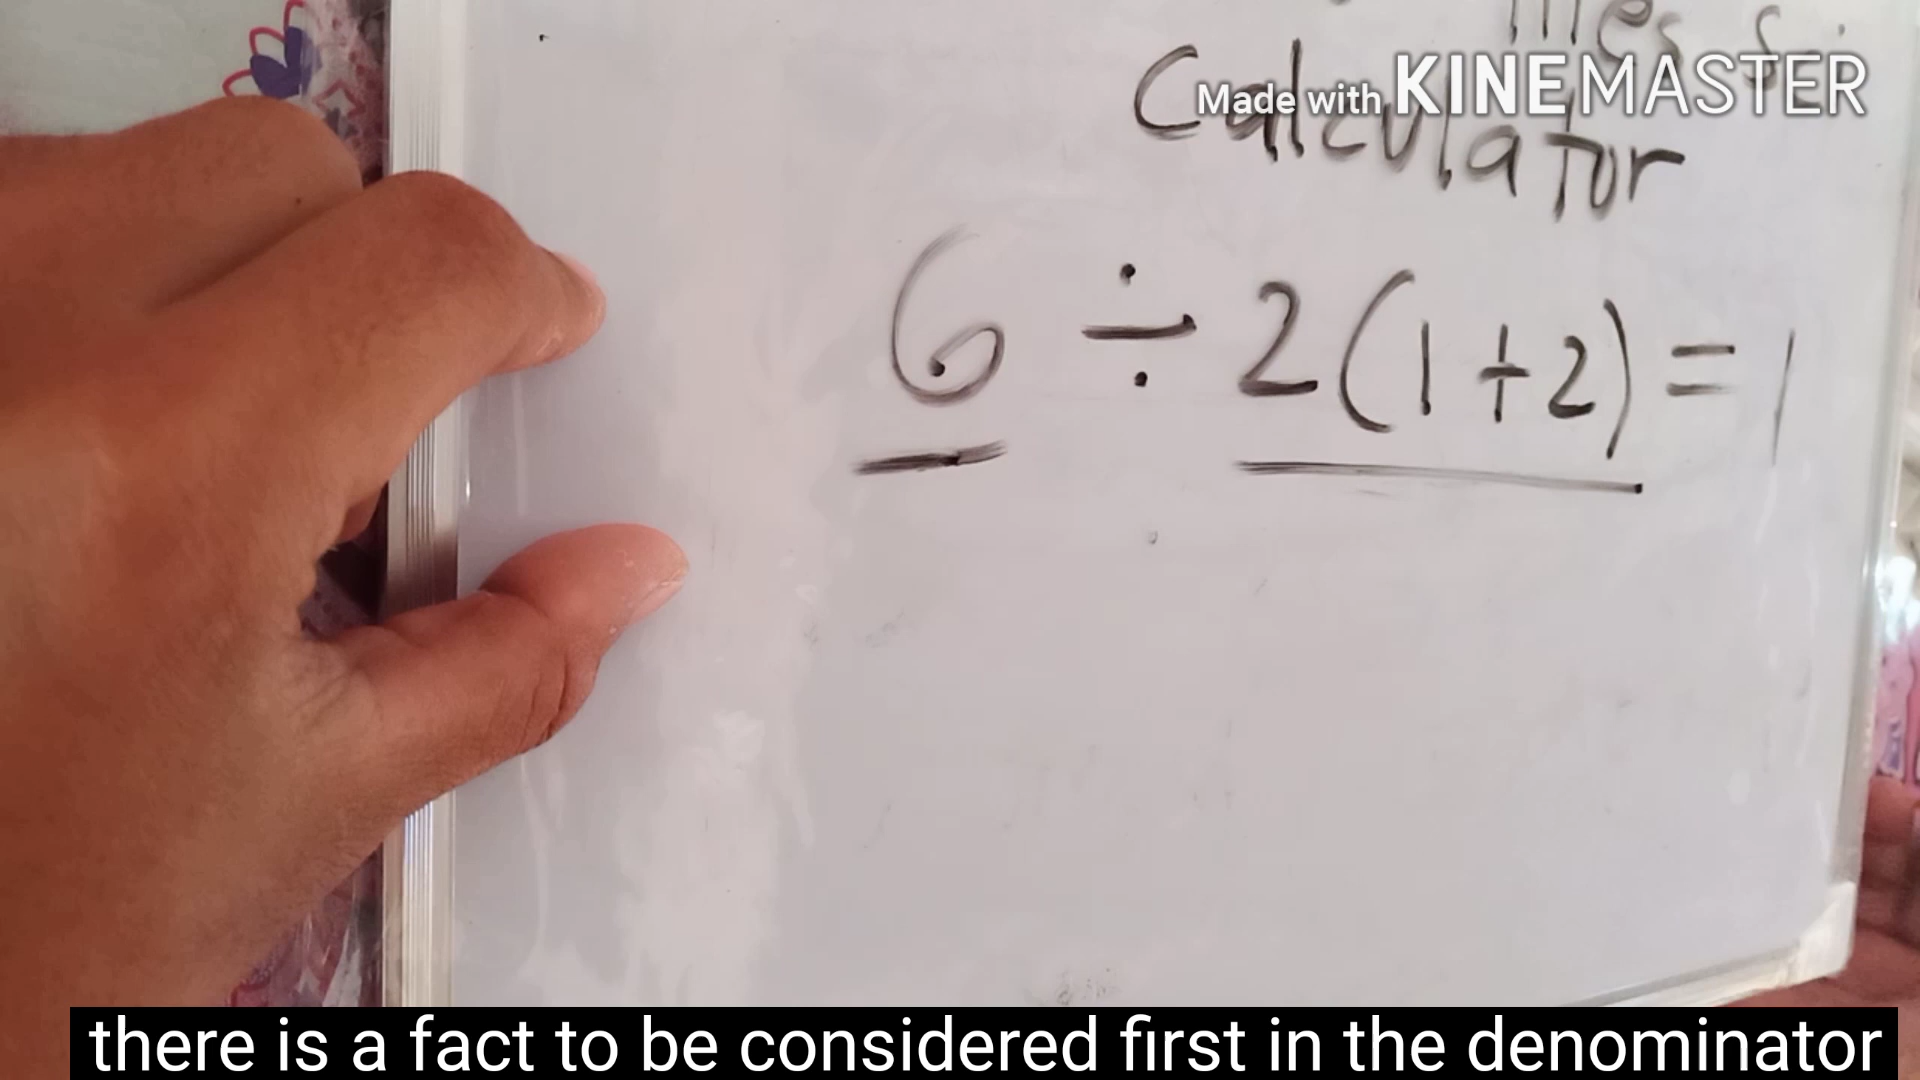 Made with KINEMASTER
Calculator
6 ÷ 2(1+2) = 1
there is a fact to be considered first in the denominator